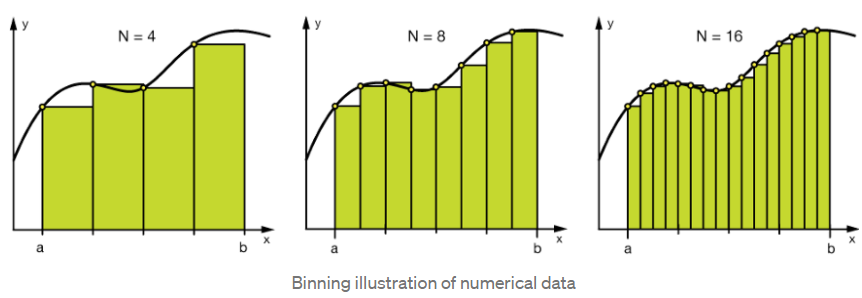 y
N = 4
a
b
x
y
N = 8
a
b
x
y
N = 16
a
b
x
Binning illustration of numerical data